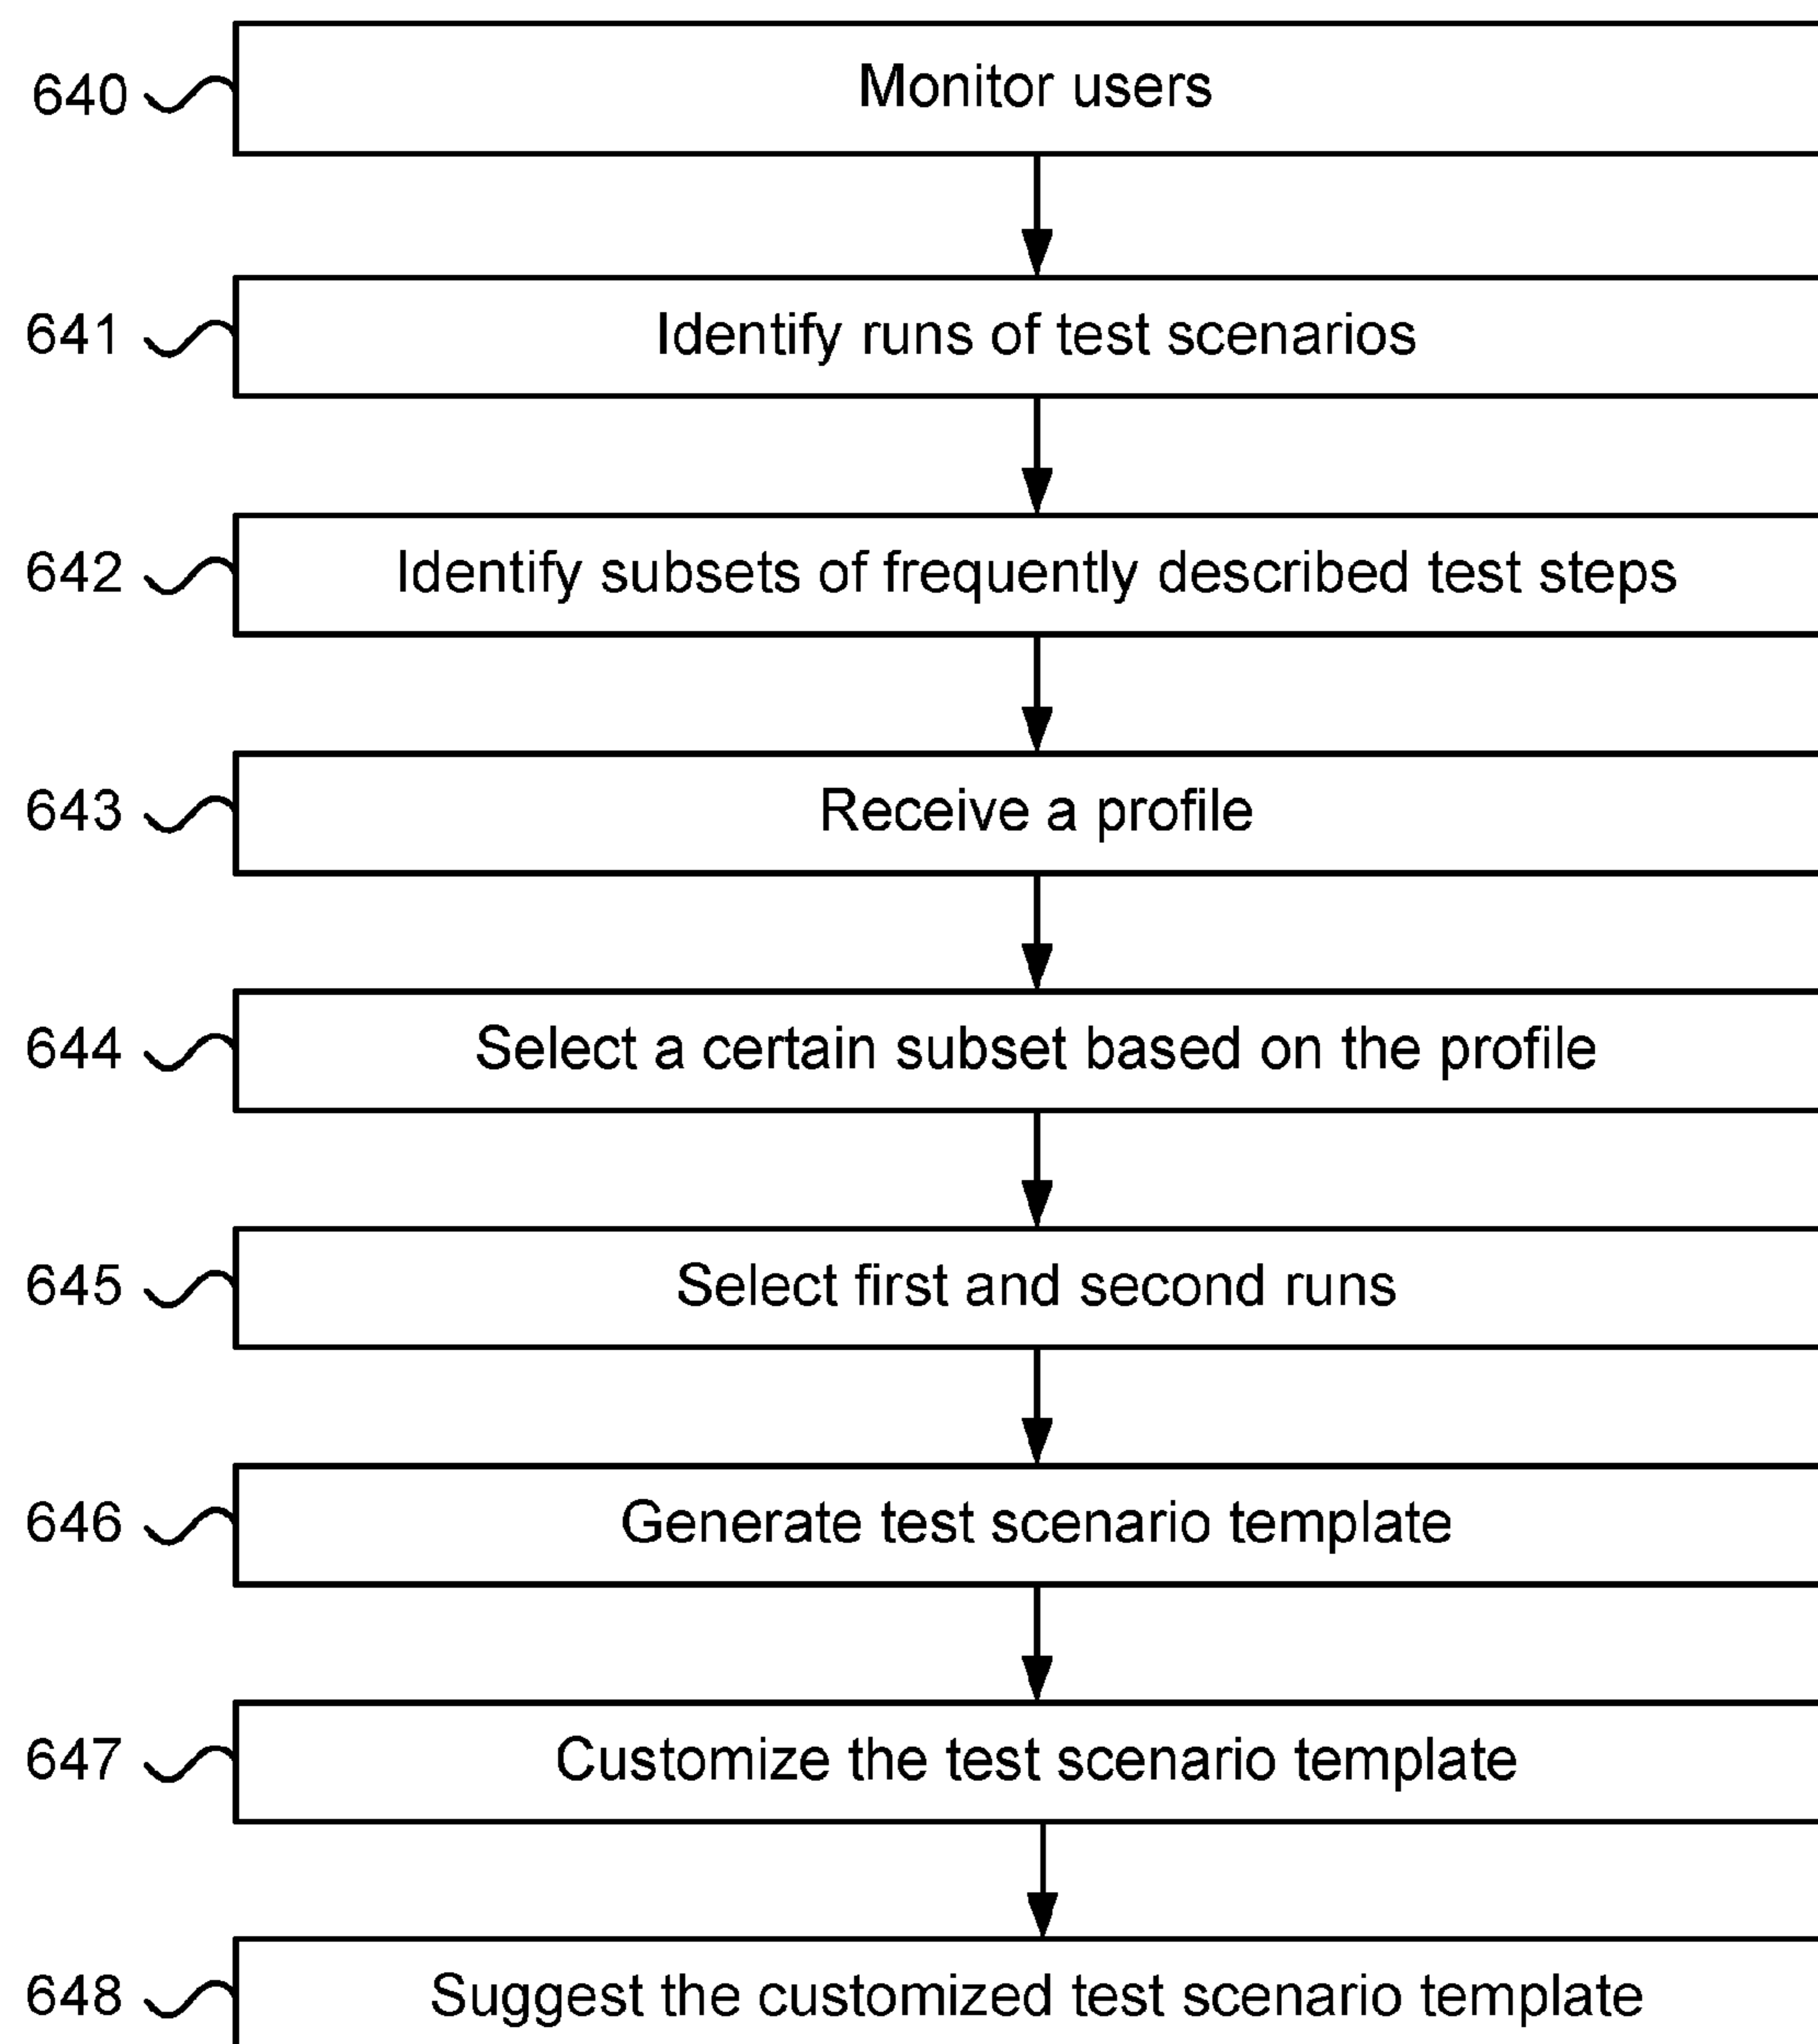 640 Monitor users
641 Identify runs of test scenarios
642 Identify subsets of frequently described test steps
643 Receive a profile
644 Select a certain subset based on the profile
645 Select first and second runs
646 Generate test scenario template
647 Customize the test scenario template
648 Suggest the customized test scenario template